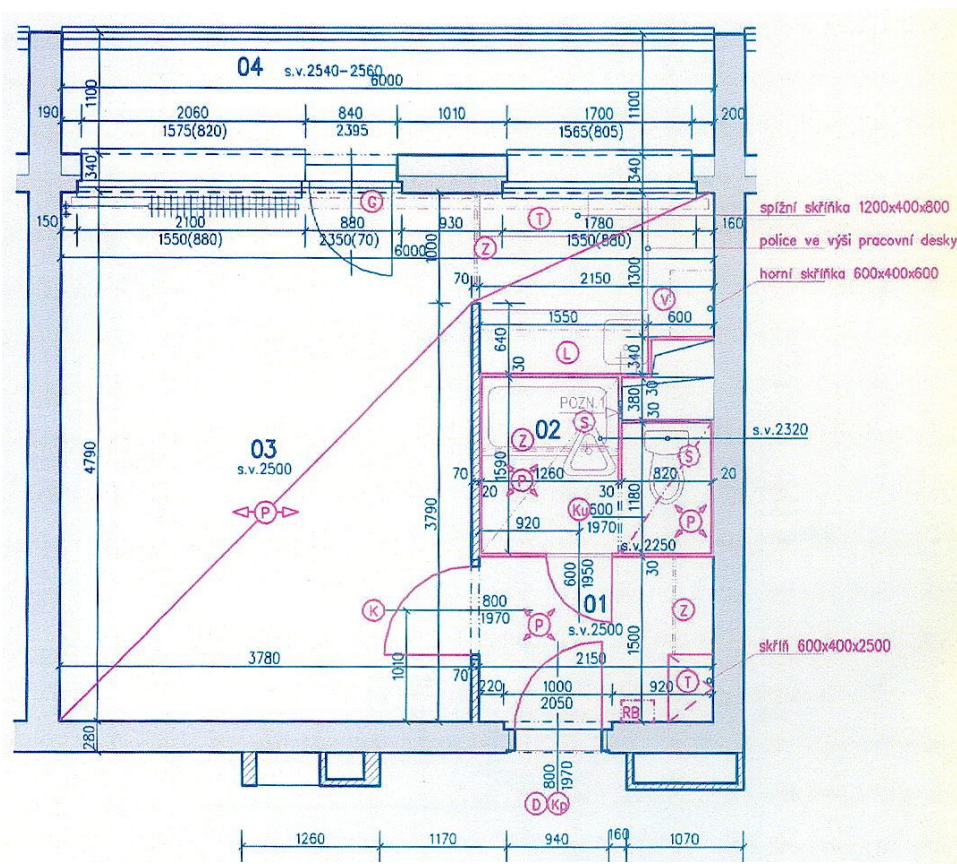 04 s.v.2540-2560
6000
1100
1100
190
2060
840
1010
1700
200
1575(820)
2395
1565(805)
340
340
G
T
150
2100
880
930
1780
160
1550(880)
2350(70)
1550(880)
6000
1000
Z
spížní skříňka 1200x400x800
police ve výši pracovní desky
horní skříňka 600x400x600
70
2150
1300
V
1550
600
640
L
340
30
POZN.1
380
30
30
S
03
s.v.2500
02
Z
s.v.2320
S
4790
3790
70
1590
20
1260
P
30
820
20
1180
P
Ku
600
1970
920
P
s.v.2250
600
1950
30
K
800
1970
01
P
s.v.2500
Z
1500
skříň 600x400x2500
3780
1010
70
2150
T
220
1000
920
2050
RB
280
800
1970
D
Kp
1260
1170
940
160
1070